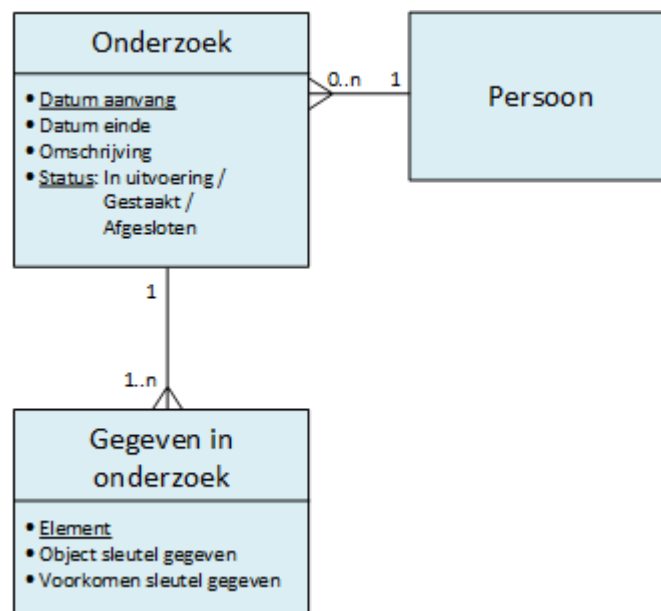 Onderzoek
• Datum aanvang
• Datum einde
• Omschrijving
• Status: In uitvoering /
Gestaakt /
Afgesloten
0..n
1
Persoon
1
1..n
Gegeven in
onderzoek
• Element
• Object sleutel gegeven
• Voorkomen sleutel gegeven